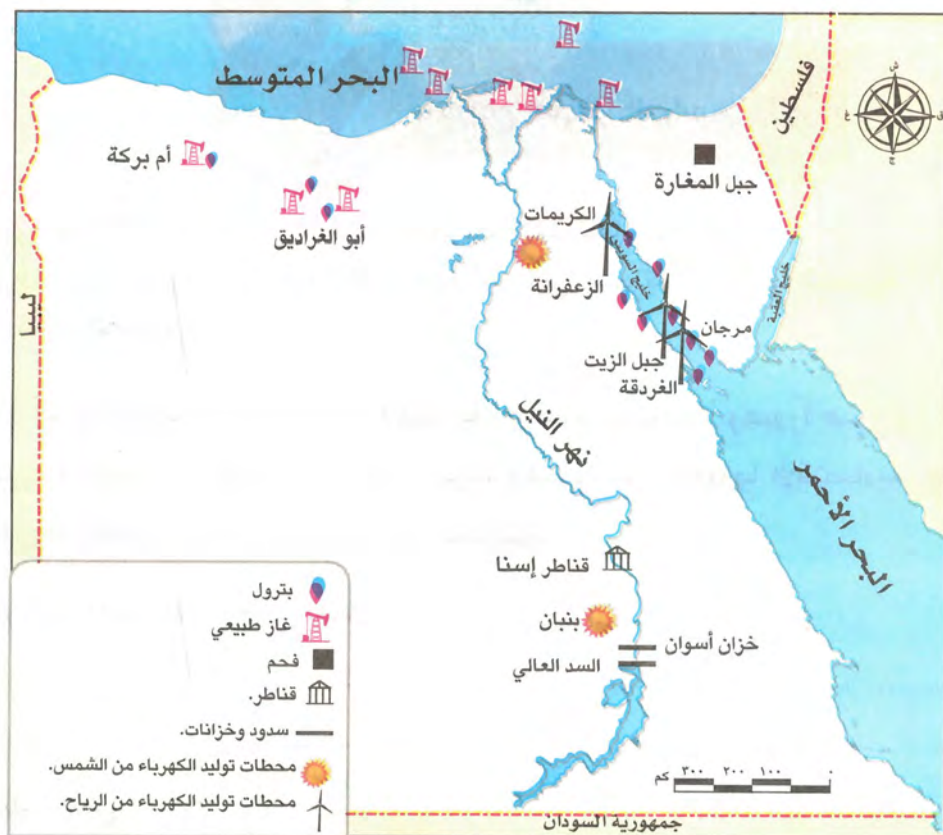 البحر المتوسط
فلسطين
ش
غ
ق
ج
أم بركة
جبل المغارة
أبو الغراديق
الكريمات
خليج السويس
خليج العقبة
الزعفرانة
ليبيا
مرجان
جبل الزيت
الغردقة
نهر النيل
البحر الأحمر
قناطر إسنا
بنبان
خزان أسوان
السد العالي
بترول
غاز طبيعي
فحم
قناطر.
سدود وخزانات.
محطات توليد الكهرباء من الشمس.
محطات توليد الكهرباء من الرياح.
كم ٣٠٠ ٢٠٠ ١٠٠ ٠
جمهورية السودان